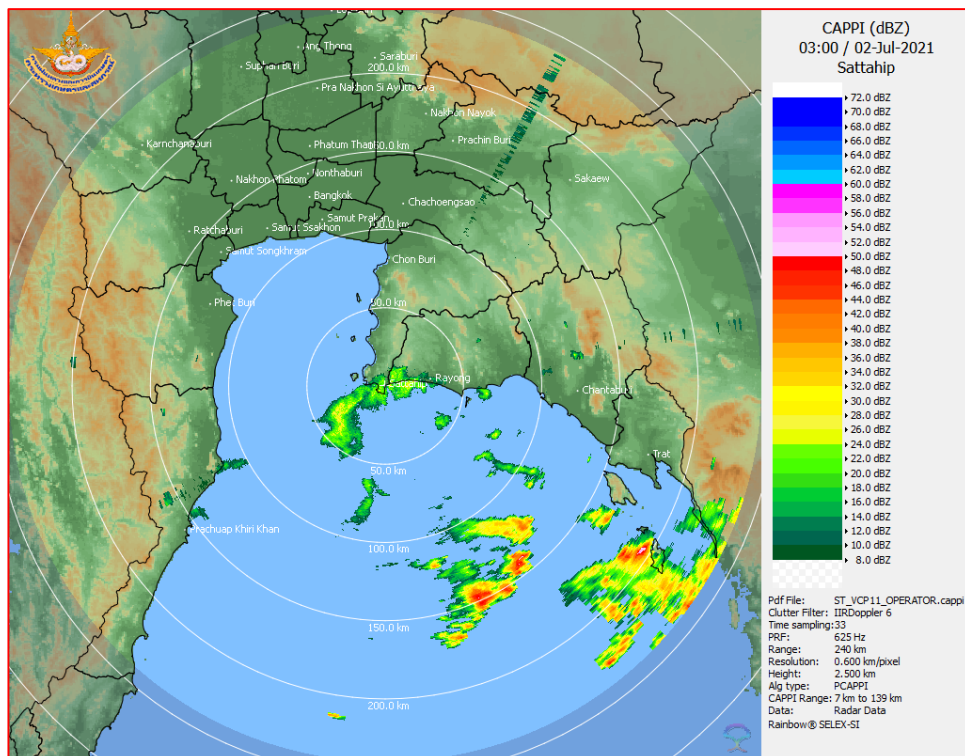 CAPPI (dBZ)
03:00 / 02-Jul-2021
Sattahip
72.0 dBZ
70.0 dBZ
68.0 dBZ
66.0 dBZ
64.0 dBZ
62.0 dBZ
60.0 dBZ
58.0 dBZ
56.0 dBZ
54.0 dBZ
52.0 dBZ
50.0 dBZ
48.0 dBZ
46.0 dBZ
44.0 dBZ
42.0 dBZ
40.0 dBZ
38.0 dBZ
36.0 dBZ
34.0 dBZ
32.0 dBZ
30.0 dBZ
28.0 dBZ
26.0 dBZ
24.0 dBZ
22.0 dBZ
20.0 dBZ
18.0 dBZ
16.0 dBZ
14.0 dBZ
12.0 dBZ
10.0 dBZ
8.0 dBZ
Pdf File: ST_VCP11_OPERATOR.cappi
Clutter Filter: IIRDoppler 6
Time sampling:33
PRF: 625 Hz
Range: 240 km
Resolution: 0.600 km/pixel
Height: 2.500 km
Alg type: PCAPPI
CAPPI Range: 7 km to 139 km
Data: Radar Data
Rainbow® SELEX-SI
Ang Thong
Saraburi
Suphan Buri
200.0 km
Pra Nakhon Si Ayutthaya
Nakhon Nayok
Karnchanaburi
Phatum Thani
150.0 km
Prachin Buri
Nonthaburi
Nakhon Phatom
Sakaew
Bangkok
Chachoengsao
Samut Prakan
100.0 km
Ratchaburi
Samut Ssakhon
Samut Songkhram
Chon Buri
Phet Buri
50.0 km
Rayong
Chantaburi
Trat
50.0 km
Prachuap Khiri Khan
100.0 km
150.0 km
200.0 km